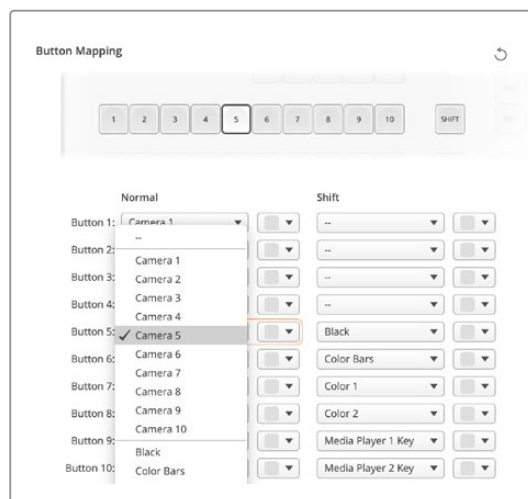 Button Mapping
1 2 3 4 5 6 7 8 9 10 SHIFT
Normal Shift
Button 1: Camera 1 --
Button 2: --
--
Button 3: --
Camera 1
Camera 2
Button 4: --
Camera 3
Camera 4
Button 5: Camera 5 Black
Button 6: Camera 6 Color Bars
Button 7: Camera 7 Color 1
Camera 8
Button 8: Color 2
Camera 9
Button 9: Media Player 1 Key
Camera 10
Black
Button 10: Media Player 2 Key
Color Bars